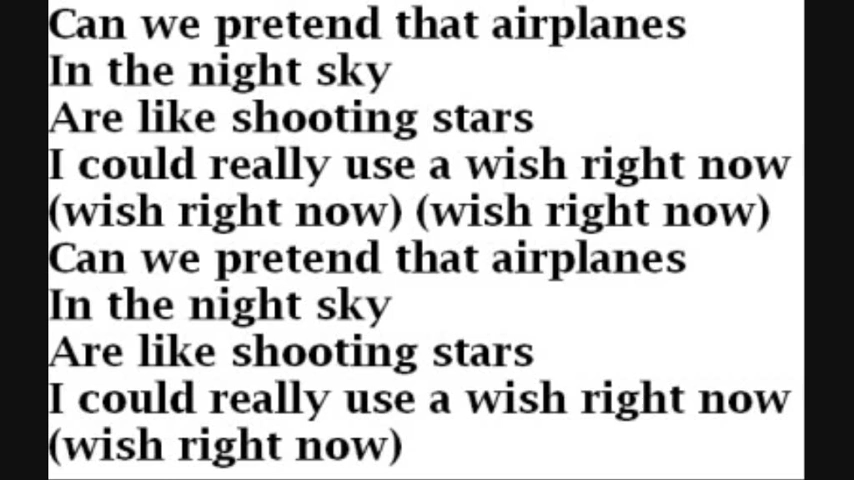 Can we pretend that airplanes
In the night sky
Are like shooting stars
I could really use a wish right now
(wish right now) (wish right now)
Can we pretend that airplanes
In the night sky
Are like shooting stars
I could really use a wish right now
(wish right now)